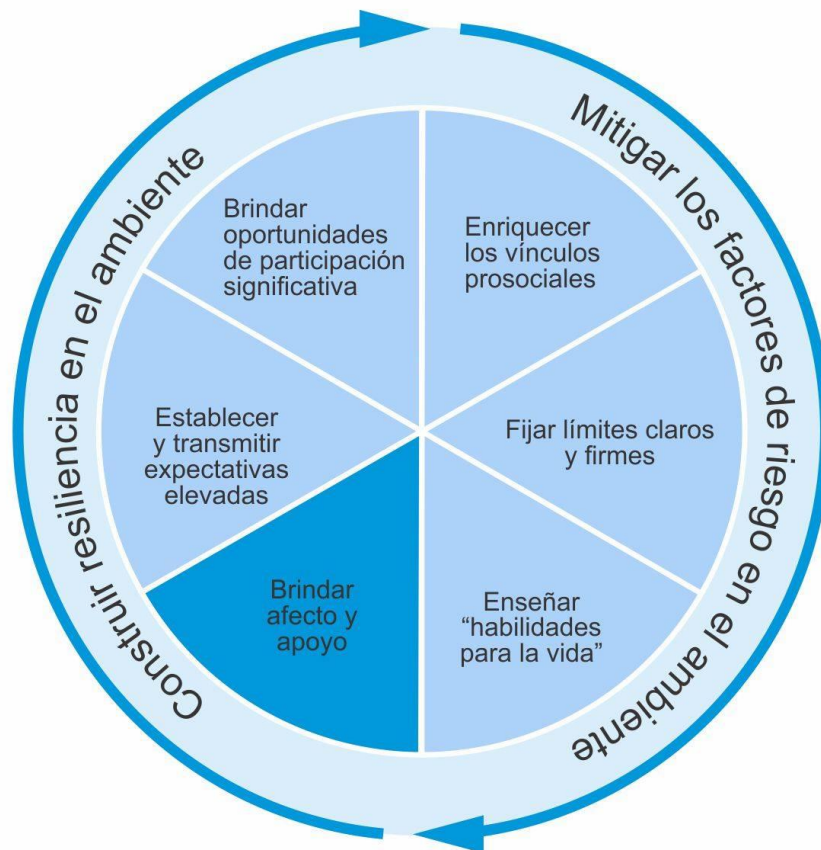 Construir resiliencia en el ambiente
Mitigar los factores de riesgo en el ambiente
Brindar
oportunidades
de participación
significativa
Enriquecer
los vínculos
prosociales
Establecer
y transmitir
expectativas
elevadas
Fijar límites claros
y firmes
Brindar
afecto y
apoyo
Enseñar
“habilidades
para la vida”